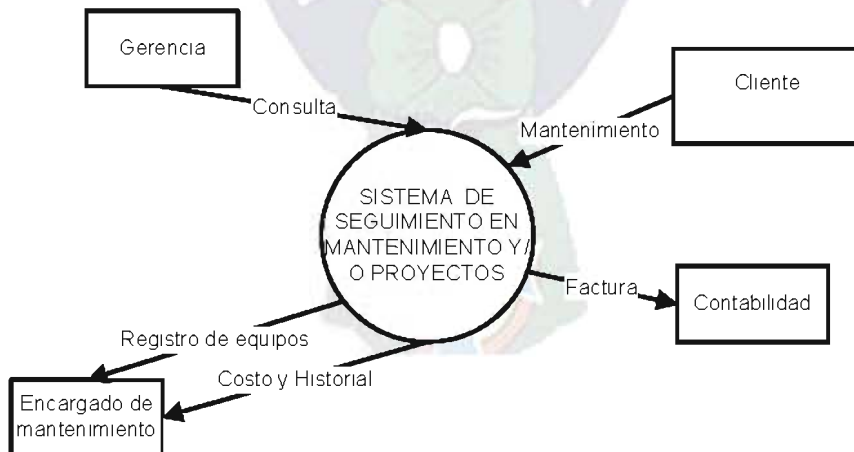 Gerencia
Cliente
Consulta
Mantenimiento
SISTEMA DE
SEGUIMIENTO EN
MANTENIMIENTO Y/
O PROYECTOS
Factura
Contabilidad
Registro de equipos
Costo y Historial
Encargado de
mantenimiento